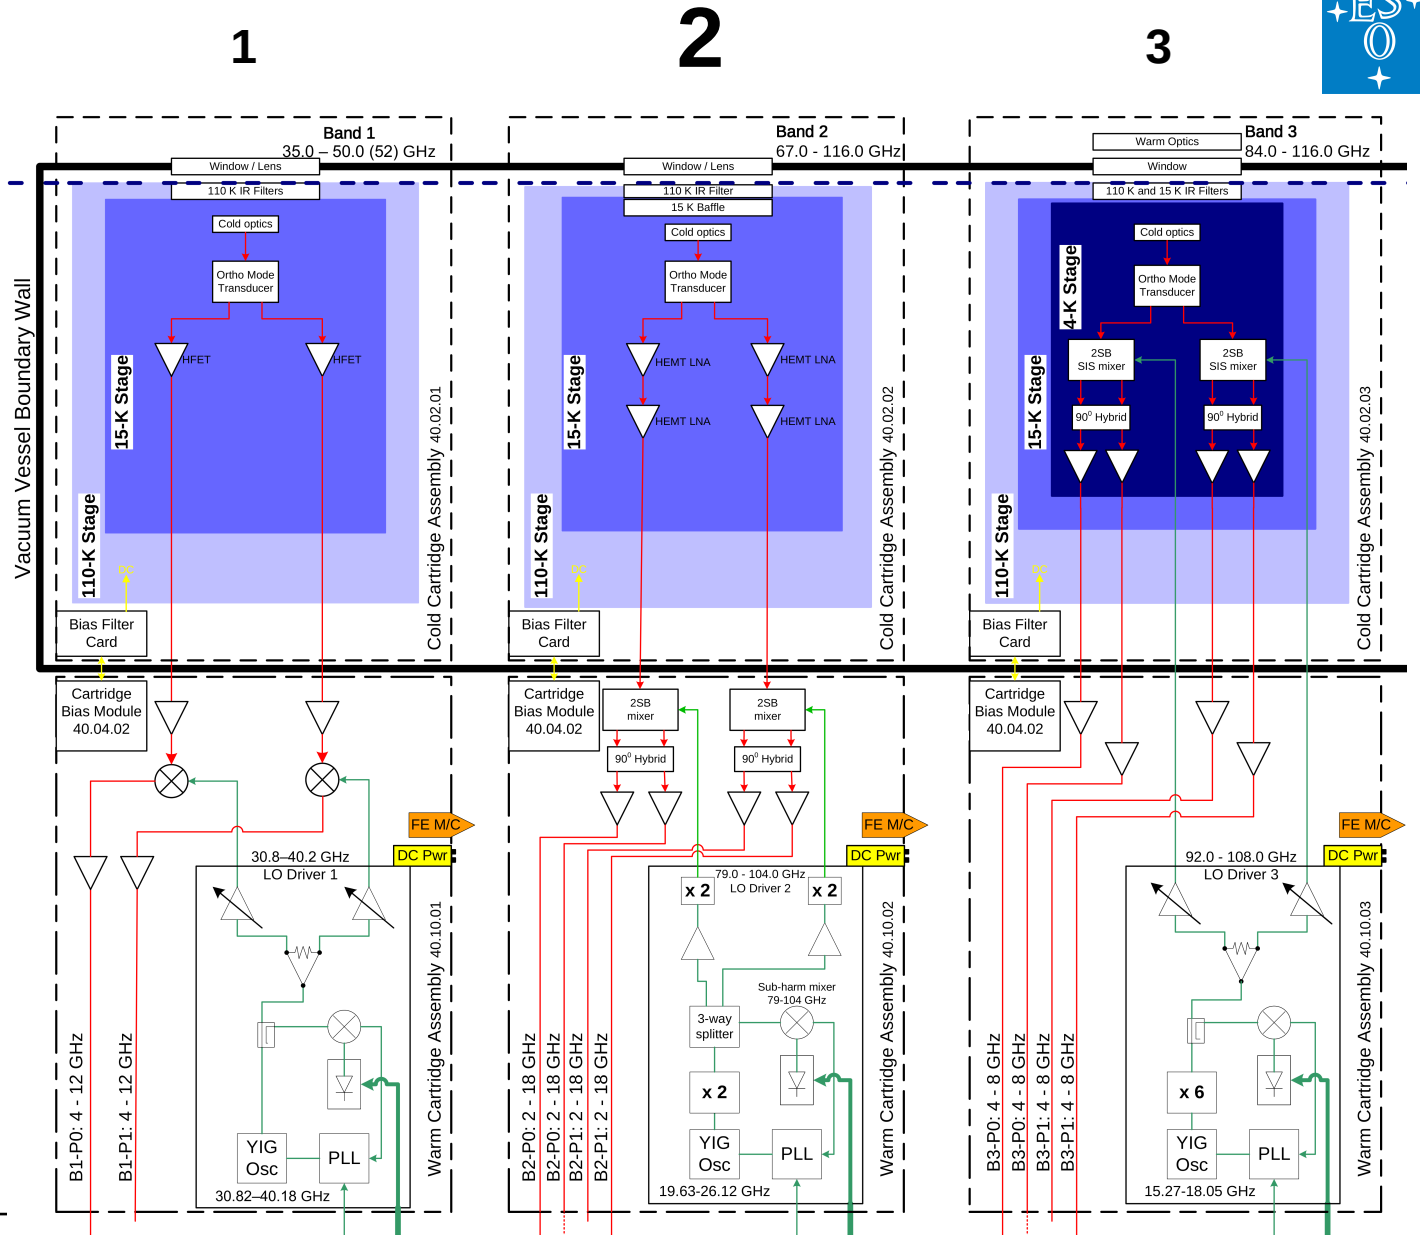 1
2
3
ES
O
Vacuum Vessel Boundary Wall
Band 1
35.0 – 50.0 (52) GHz
Window / Lens
110 K IR Filters
Cold optics
Ortho Mode
Transducer
HFET
HFET
15-K Stage
110-K Stage
DC
Bias Filter
Card
Cold Cartridge Assembly 40.02.01
Cartridge
Bias Module
40.04.02
FE M/C
DC Pwr
30.8–40.2 GHz
LO Driver 1
YIG
Osc
PLL
30.82–40.18 GHz
B1-P0: 4 - 12 GHz
B1-P1: 4 - 12 GHz
Warm Cartridge Assembly 40.10.01
Band 2
67.0 - 116.0 GHz
Window / Lens
110 K IR Filter
15 K Baffle
Cold optics
Ortho Mode
Transducer
HEMT LNA
HEMT LNA
HEMT LNA
HEMT LNA
15-K Stage
110-K Stage
DC
Bias Filter
Card
Cold Cartridge Assembly 40.02.02
Cartridge
Bias Module
40.04.02
2SB
mixer
2SB
mixer
90⁰ Hybrid
90⁰ Hybrid
FE M/C
DC Pwr
79.0 - 104.0 GHz
LO Driver 2
x 2
x 2
Sub-harm mixer
79-104 GHz
3-way
splitter
x 2
YIG
Osc
PLL
19.63-26.12 GHz
B2-P0: 2 - 18 GHz
B2-P0: 2 - 18 GHz
B2-P1: 2 - 18 GHz
B2-P1: 2 - 18 GHz
Warm Cartridge Assembly 40.10.02
Warm Optics
Band 3
84.0 - 116.0 GHz
Window
110 K and 15 K IR Filters
Cold optics
Ortho Mode
Transducer
4-K Stage
2SB
SIS mixer
2SB
SIS mixer
90⁰ Hybrid
90⁰ Hybrid
15-K Stage
110-K Stage
DC
Bias Filter
Card
Cold Cartridge Assembly 40.02.03
Cartridge
Bias Module
40.04.02
FE M/C
DC Pwr
92.0 - 108.0 GHz
LO Driver 3
x 6
YIG
Osc
PLL
15.27-18.05 GHz
B3-P0: 4 - 8 GHz
B3-P0: 4 - 8 GHz
B3-P1: 4 - 8 GHz
B3-P1: 4 - 8 GHz
Warm Cartridge Assembly 40.10.03